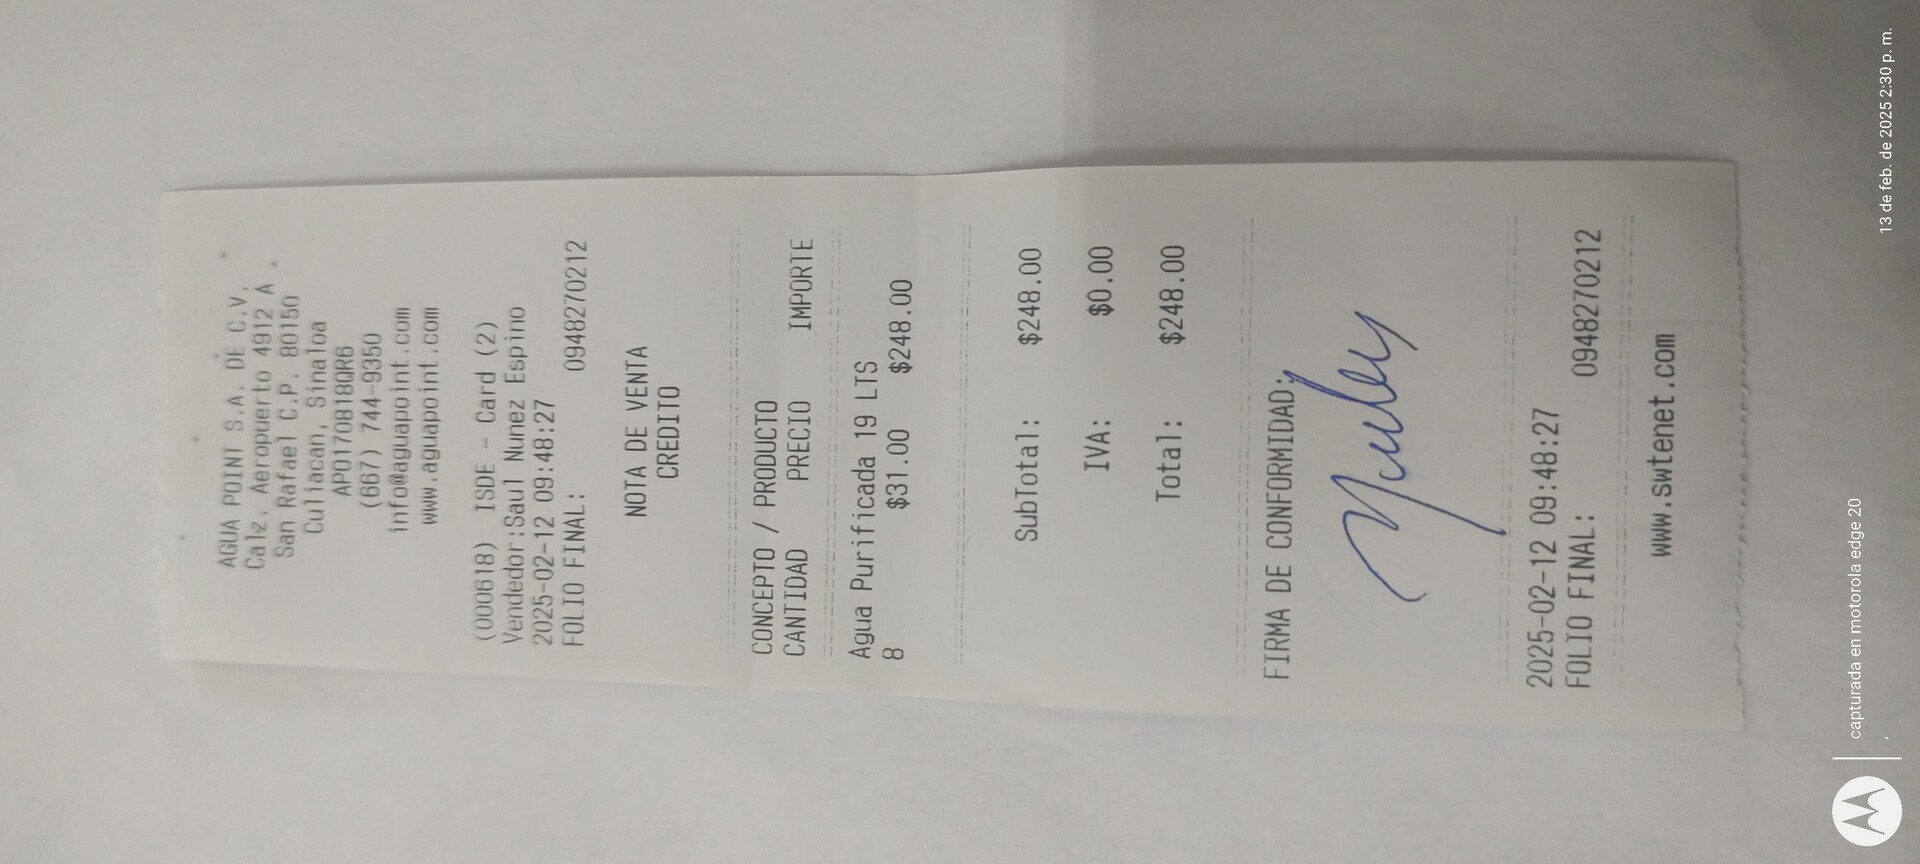 AGUA POINT S.A. DE C.V.
Calz. Aeropuerto 4912 A
San Rafael C.P. 80150
Culiacan, Sinaloa
APO170818QR6
(667) 744-9350
info@aguapoint.com
www.aguapoint.com
(000618) ISDE - Card (2)
Vendedor:Saul Nunez Espino
2025-02-12 09:48:27
FOLIO FINAL: 0948270212
NOTA DE VENTA
CREDITO
CONCEPTO / PRODUCTO
CANTIDAD PRECIO IMPORTE
Agua Purificada 19 LTS
8 $31.00 $248.00
SubTotal: $248.00
IVA: $0.00
Total: $248.00
FIRMA DE CONFORMIDAD:
2025-02-12 09:48:27
FOLIO FINAL: 0948270212
www.swtenet.com
capturada en motorola edge 20
13 de feb. de 2025 2:30 p. m.